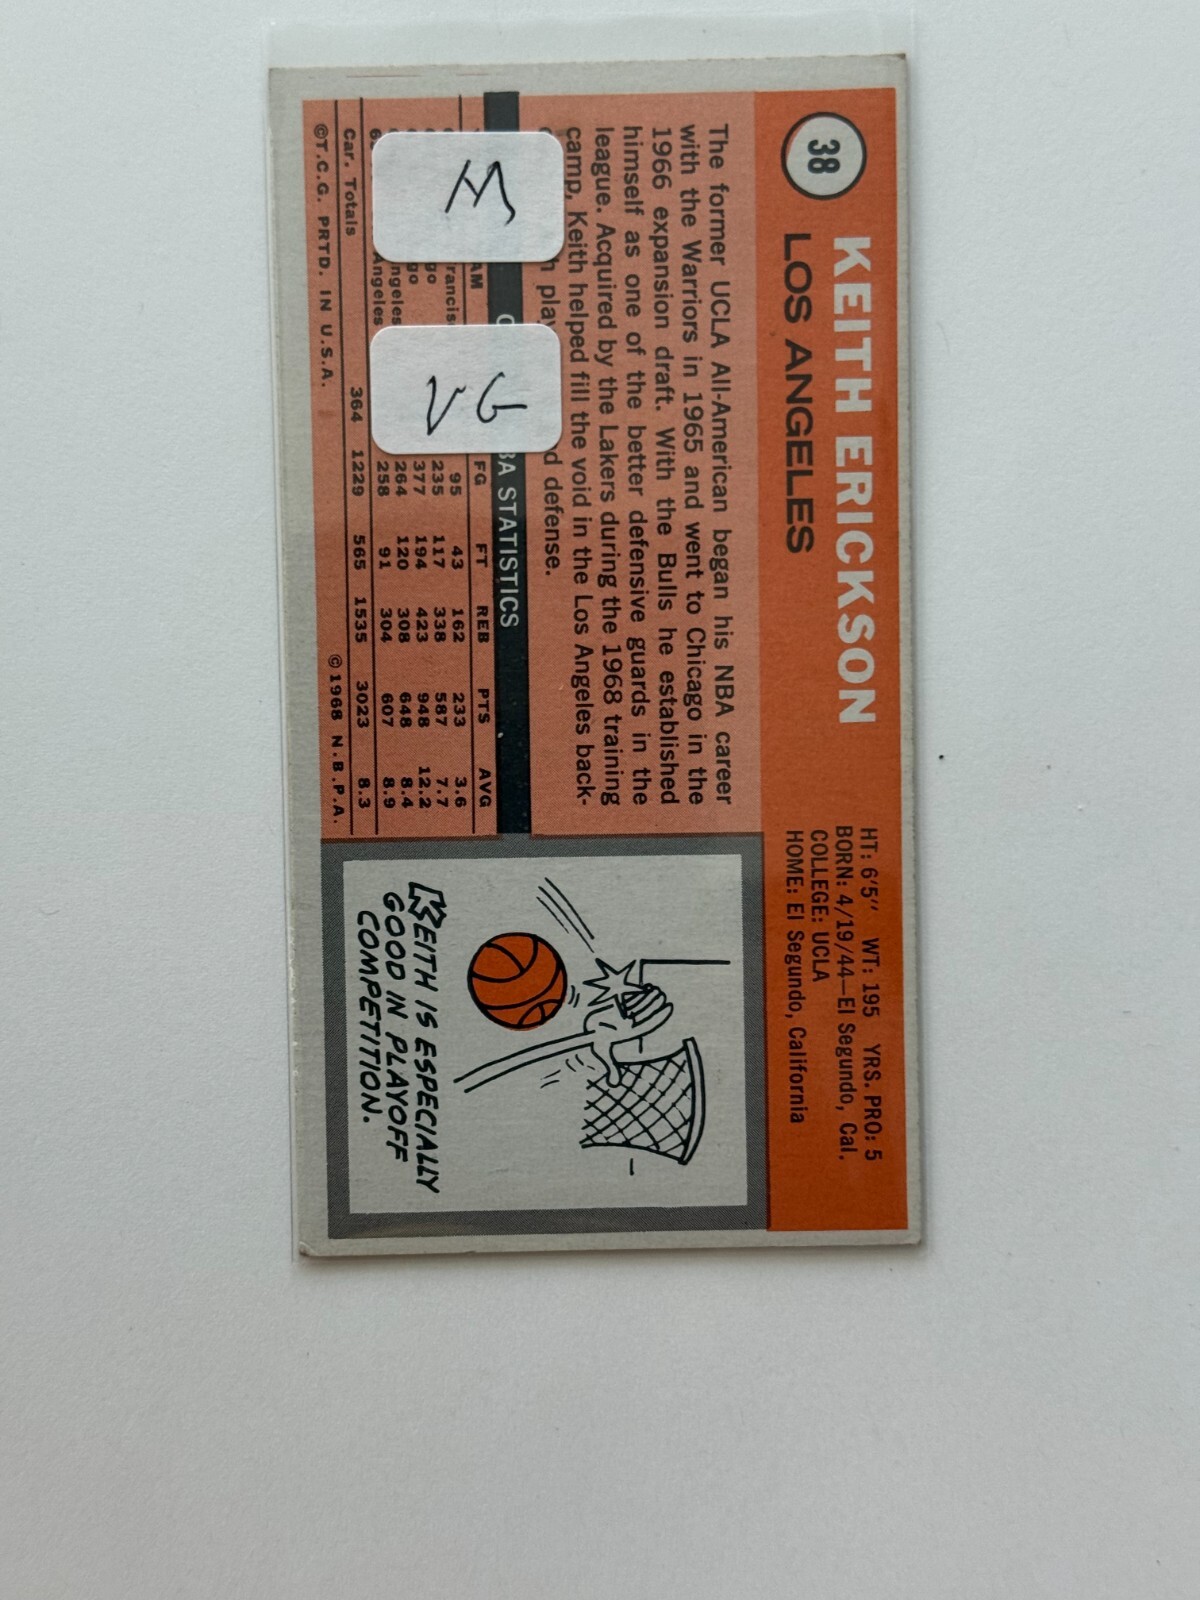 38
KEITH ERICKSON
LOS ANGELES
HT: 6'5" WT: 195 YRS. PRO: 5
BORN: 4/19/44—El Segundo, Cal.
COLLEGE: UCLA
HOME: El Segundo, California
The former UCLA All-American began his NBA career
with the Warriors in 1965 and went to Chicago in the
1966 expansion draft. With the Bulls he established
himself as one of the better defensive guards in the
league. Acquired by the Lakers during the 1968 training
camp, Keith helped fill the void in the Los Angeles back-
defense.
STATISTICS
FG FT REB PTS AVG
95 43 162 233 3.6
235 117 338 587 7.7
377 194 423 948 12.2
264 120 308 648 8.4
Angeles 258 91 304 607 8.9
Car. Totals 364 1229 565 1535 3023 8.3
©T.C.G. PRTD. IN U.S.A. ©1968 N.B.P.A.
VG
KEITH IS ESPECIALLY
GOOD IN PLAYOFF
COMPETITION.